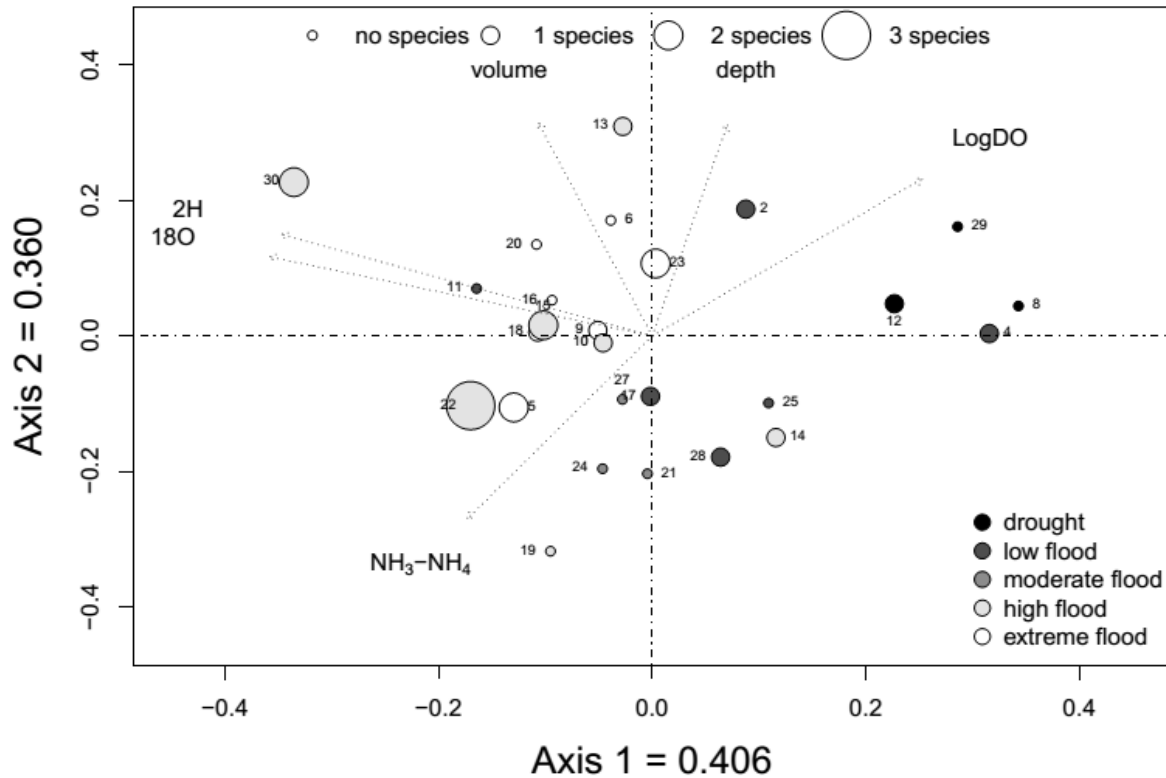 no species 1 species 2 species 3 species
volume depth
0.4
13
LogDO
30
2H
2
0.2
6
29
18O
20
23
11
16
8
15
12
18 9 4
0.0
10
27
17
22 5 25
14
28
−0.2
24 21
19
NH₃−NH₄
−0.4
drought
low flood
moderate flood
high flood
extreme flood
−0.4 −0.2 0.0 0.2 0.4
Axis 1 = 0.406
Axis 2 = 0.360